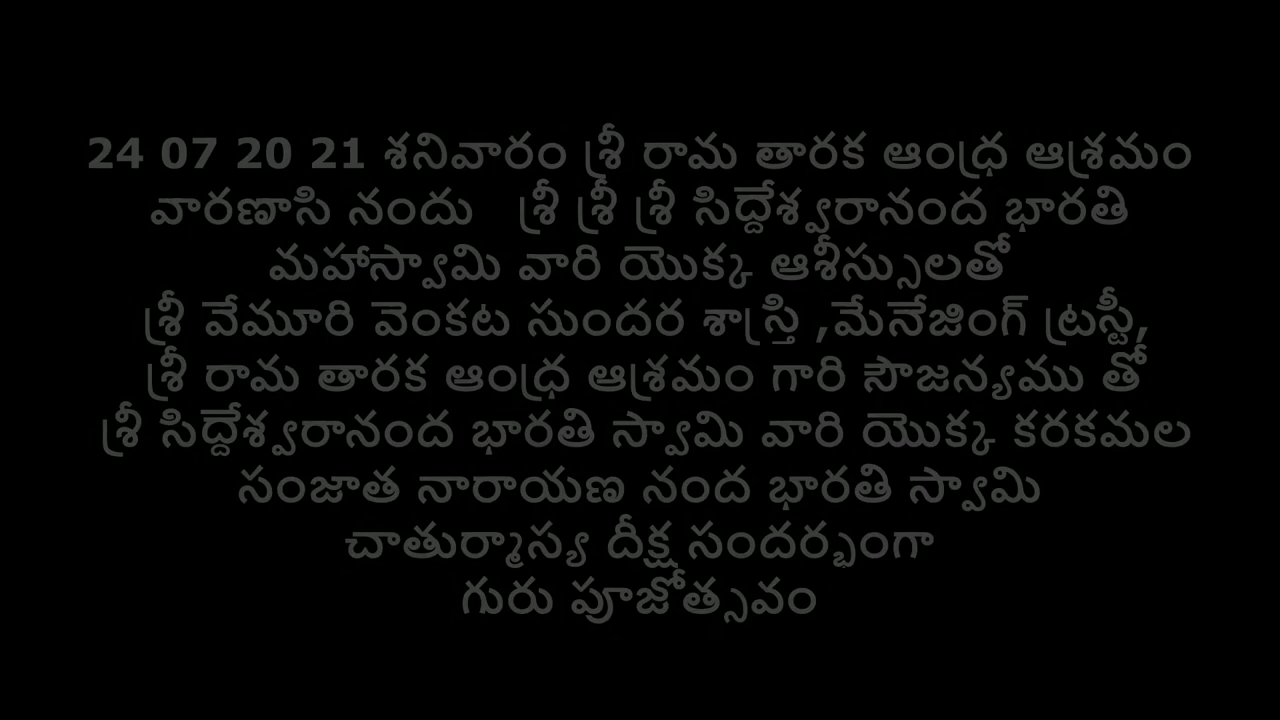 24 07 20 21 శనివారం శ్రీ రామ తారక ఆంధ్ర ఆశ్రమం
వారణాసి నందు శ్రీ శ్రీ శ్రీ సిద్దేశ్వరానంద భారతి
మహాస్వామి వారి యొక్క ఆశీస్సులతో
శ్రీ వేమూరి వెంకట సుందర శాస్త్రి ,మేనేజింగ్ ట్రస్టీ,
శ్రీ రామ తారక ఆంధ్ర ఆశ్రమం గారి సౌజన్యము తో
శ్రీ సిద్దేశ్వరానంద భారతి స్వామి వారి యొక్క కరకమల
సంజాత నారాయణ నంద భారతి స్వామి
చాతుర్మాస్య దీక్ష సందర్భంగా
గురు పూజోత్సవం